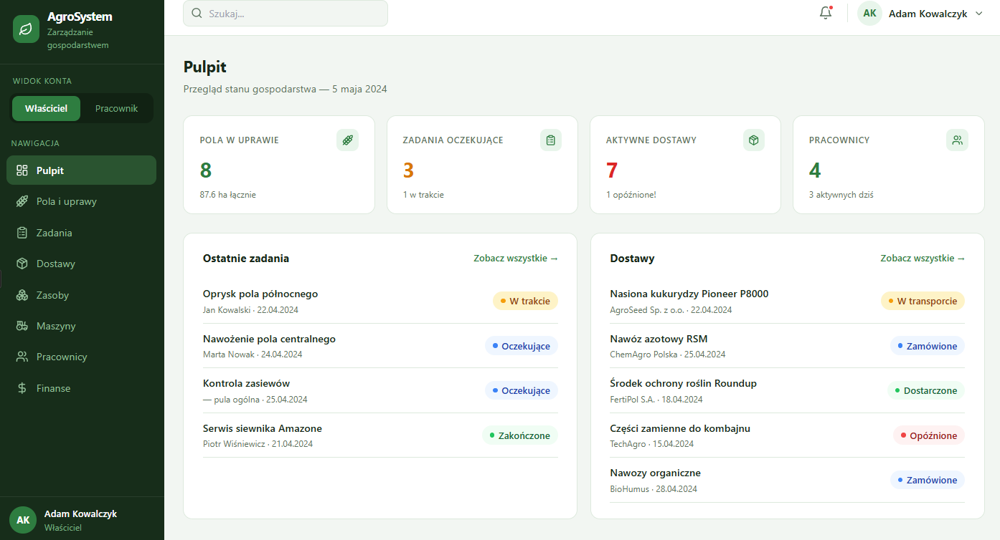 AgroSystem
Zarządzanie
gospodarstwem
WIDOK KONTA
Właściciel
Pracownik
NAWIGACJA
Pulpit
Pola i uprawy
Zadania
Dostawy
Zasoby
Maszyny
Pracownicy
Finanse
AK
Adam Kowalczyk
Właściciel
Szukaj...
AK
Adam Kowalczyk
Pulpit
Przegląd stanu gospodarstwa — 5 maja 2024
POLA W UPRAWIE
8
87.6 ha łącznie
ZADANIA OCZEKUJĄCE
3
1 w trakcie
AKTYWNE DOSTAWY
7
1 opóźnione!
PRACOWNICY
4
3 aktywnych dziś
Ostatnie zadania
Zobacz wszystkie →
Oprysk pola północnego
Jan Kowalski · 22.04.2024
W trakcie
Nawożenie pola centralnego
Marta Nowak · 24.04.2024
Oczekujące
Kontrola zasiewów
— pula ogólna · 25.04.2024
Oczekujące
Serwis siewnika Amazone
Piotr Wiśniewicz · 21.04.2024
Zakończone
Dostawy
Zobacz wszystkie →
Nasiona kukurydzy Pioneer P8000
AgroSeed Sp. z o.o. · 22.04.2024
W transporcie
Nawóz azotowy RSM
ChemAgro Polska · 25.04.2024
Zamówione
Środek ochrony roślin Roundup
FertiPol S.A. · 18.04.2024
Dostarczone
Części zamienne do kombajnu
TechAgro · 15.04.2024
Opóźnione
Nawozy organiczne
BioHumus · 28.04.2024
Zamówione